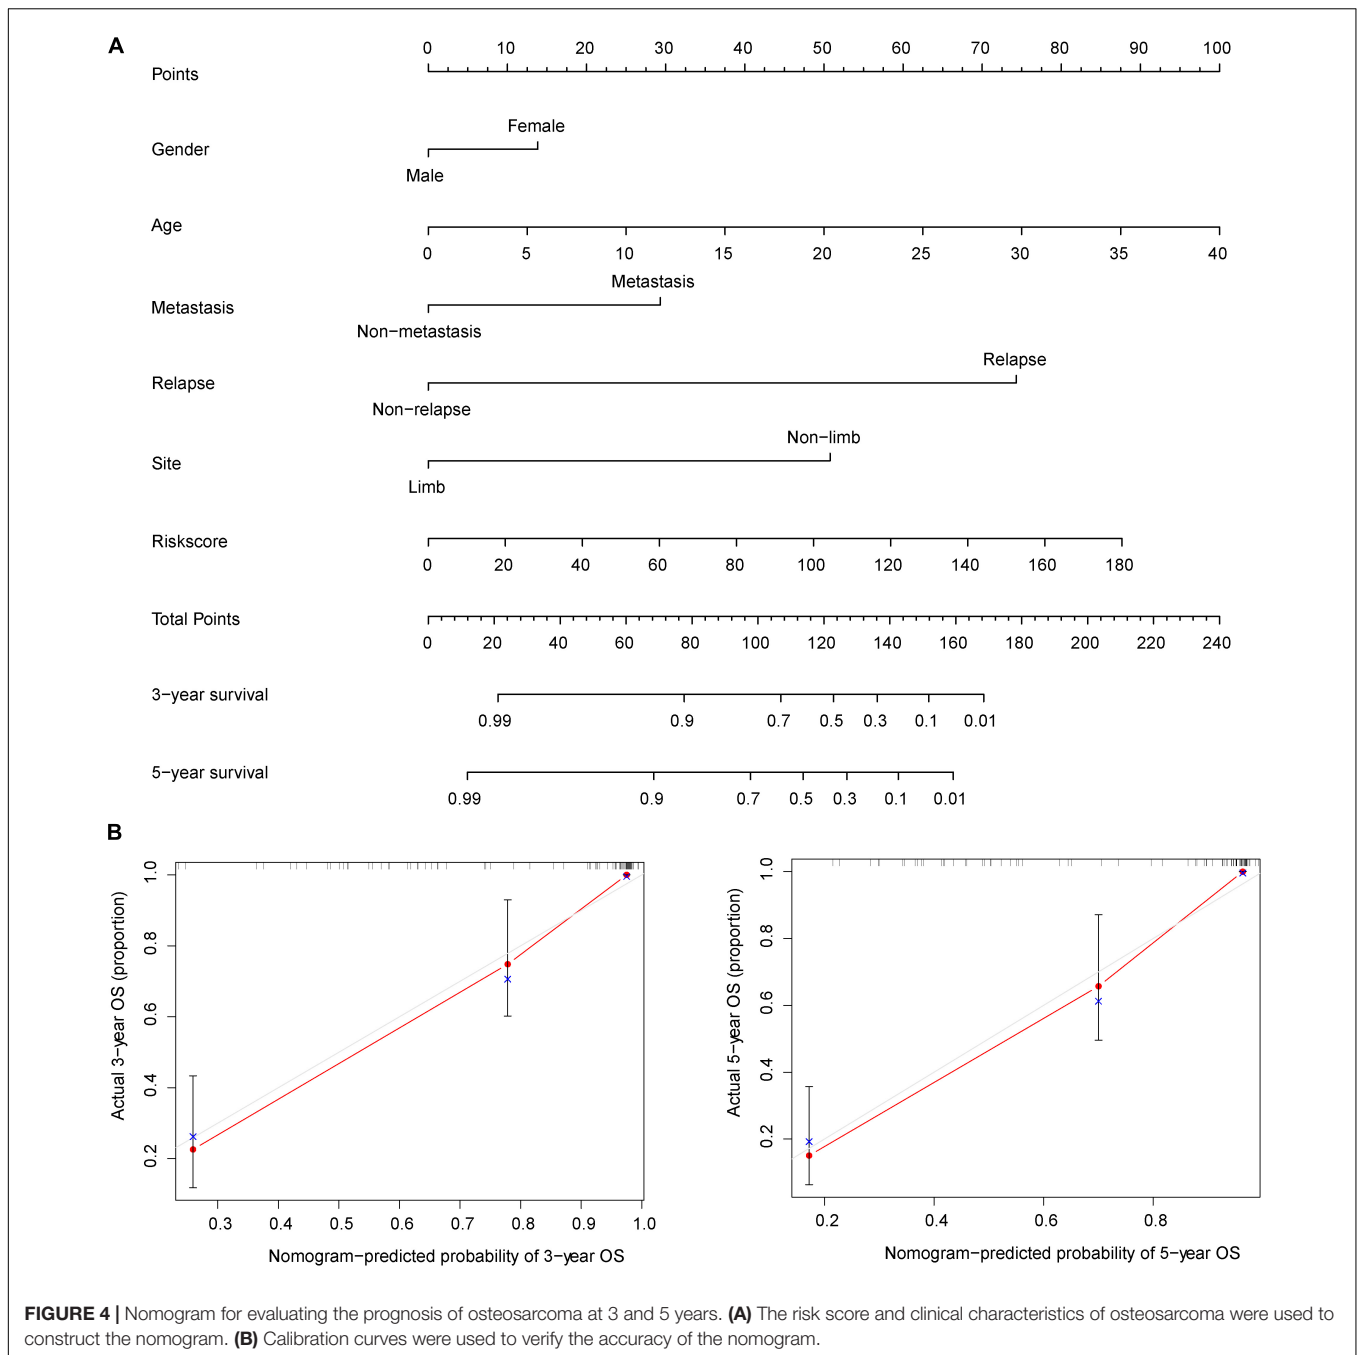 A
0 10 20 30 40 50 60 70 80 90 100
Points
Female
Gender
Male
Age
0 5 10 15 20 25 30 35 40
Metastasis
Metastasis
Non−metastasis
Relapse
Relapse
Non−relapse
Non−limb
Site
Limb
Riskscore
0 20 40 60 80 100 120 140 160 180
Total Points
0 20 40 60 80 100 120 140 160 180 200 220 240
3−year survival
0.99 0.9 0.7 0.5 0.3 0.1 0.01
5−year survival
0.99 0.9 0.7 0.5 0.3 0.1 0.01
B
Actual 3−year OS (proportion)
0.2 0.4 0.6 0.8 1.0
0.3 0.4 0.5 0.6 0.7 0.8 0.9 1.0
Nomogram−predicted probability of 3−year OS
Actual 5−year OS (proportion)
0.2 0.4 0.6 0.8 1.0
0.2 0.4 0.6 0.8
Nomogram−predicted probability of 5−year OS
FIGURE 4 | Nomogram for evaluating the prognosis of osteosarcoma at 3 and 5 years. (A) The risk score and clinical characteristics of osteosarcoma were used to
construct the nomogram. (B) Calibration curves were used to verify the accuracy of the nomogram.